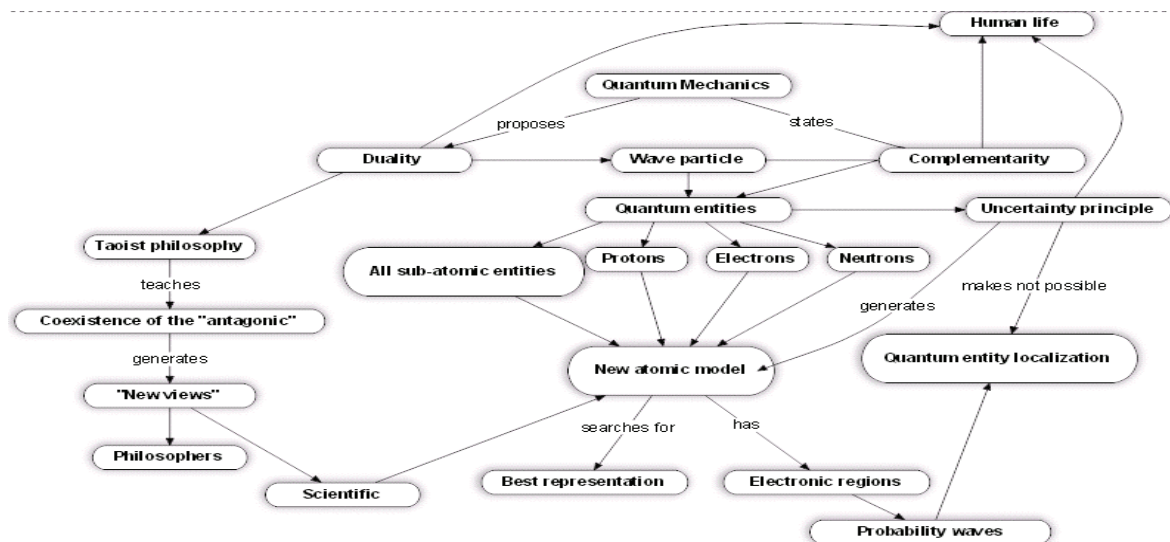 Human life
Quantum Mechanics
proposes
states
Duality
Wave particle
Complementarity
Quantum entities
Uncertainty principle
Taoist philosophy
All sub-atomic entities
Protons
Electrons
Neutrons
teaches
makes not possible
generates
Coexistence of the "antagonic"
generates
Quantum entity localization
New atomic model
"New views"
searches for
has
Philosophers
Best representation
Electronic regions
Scientific
Probability waves